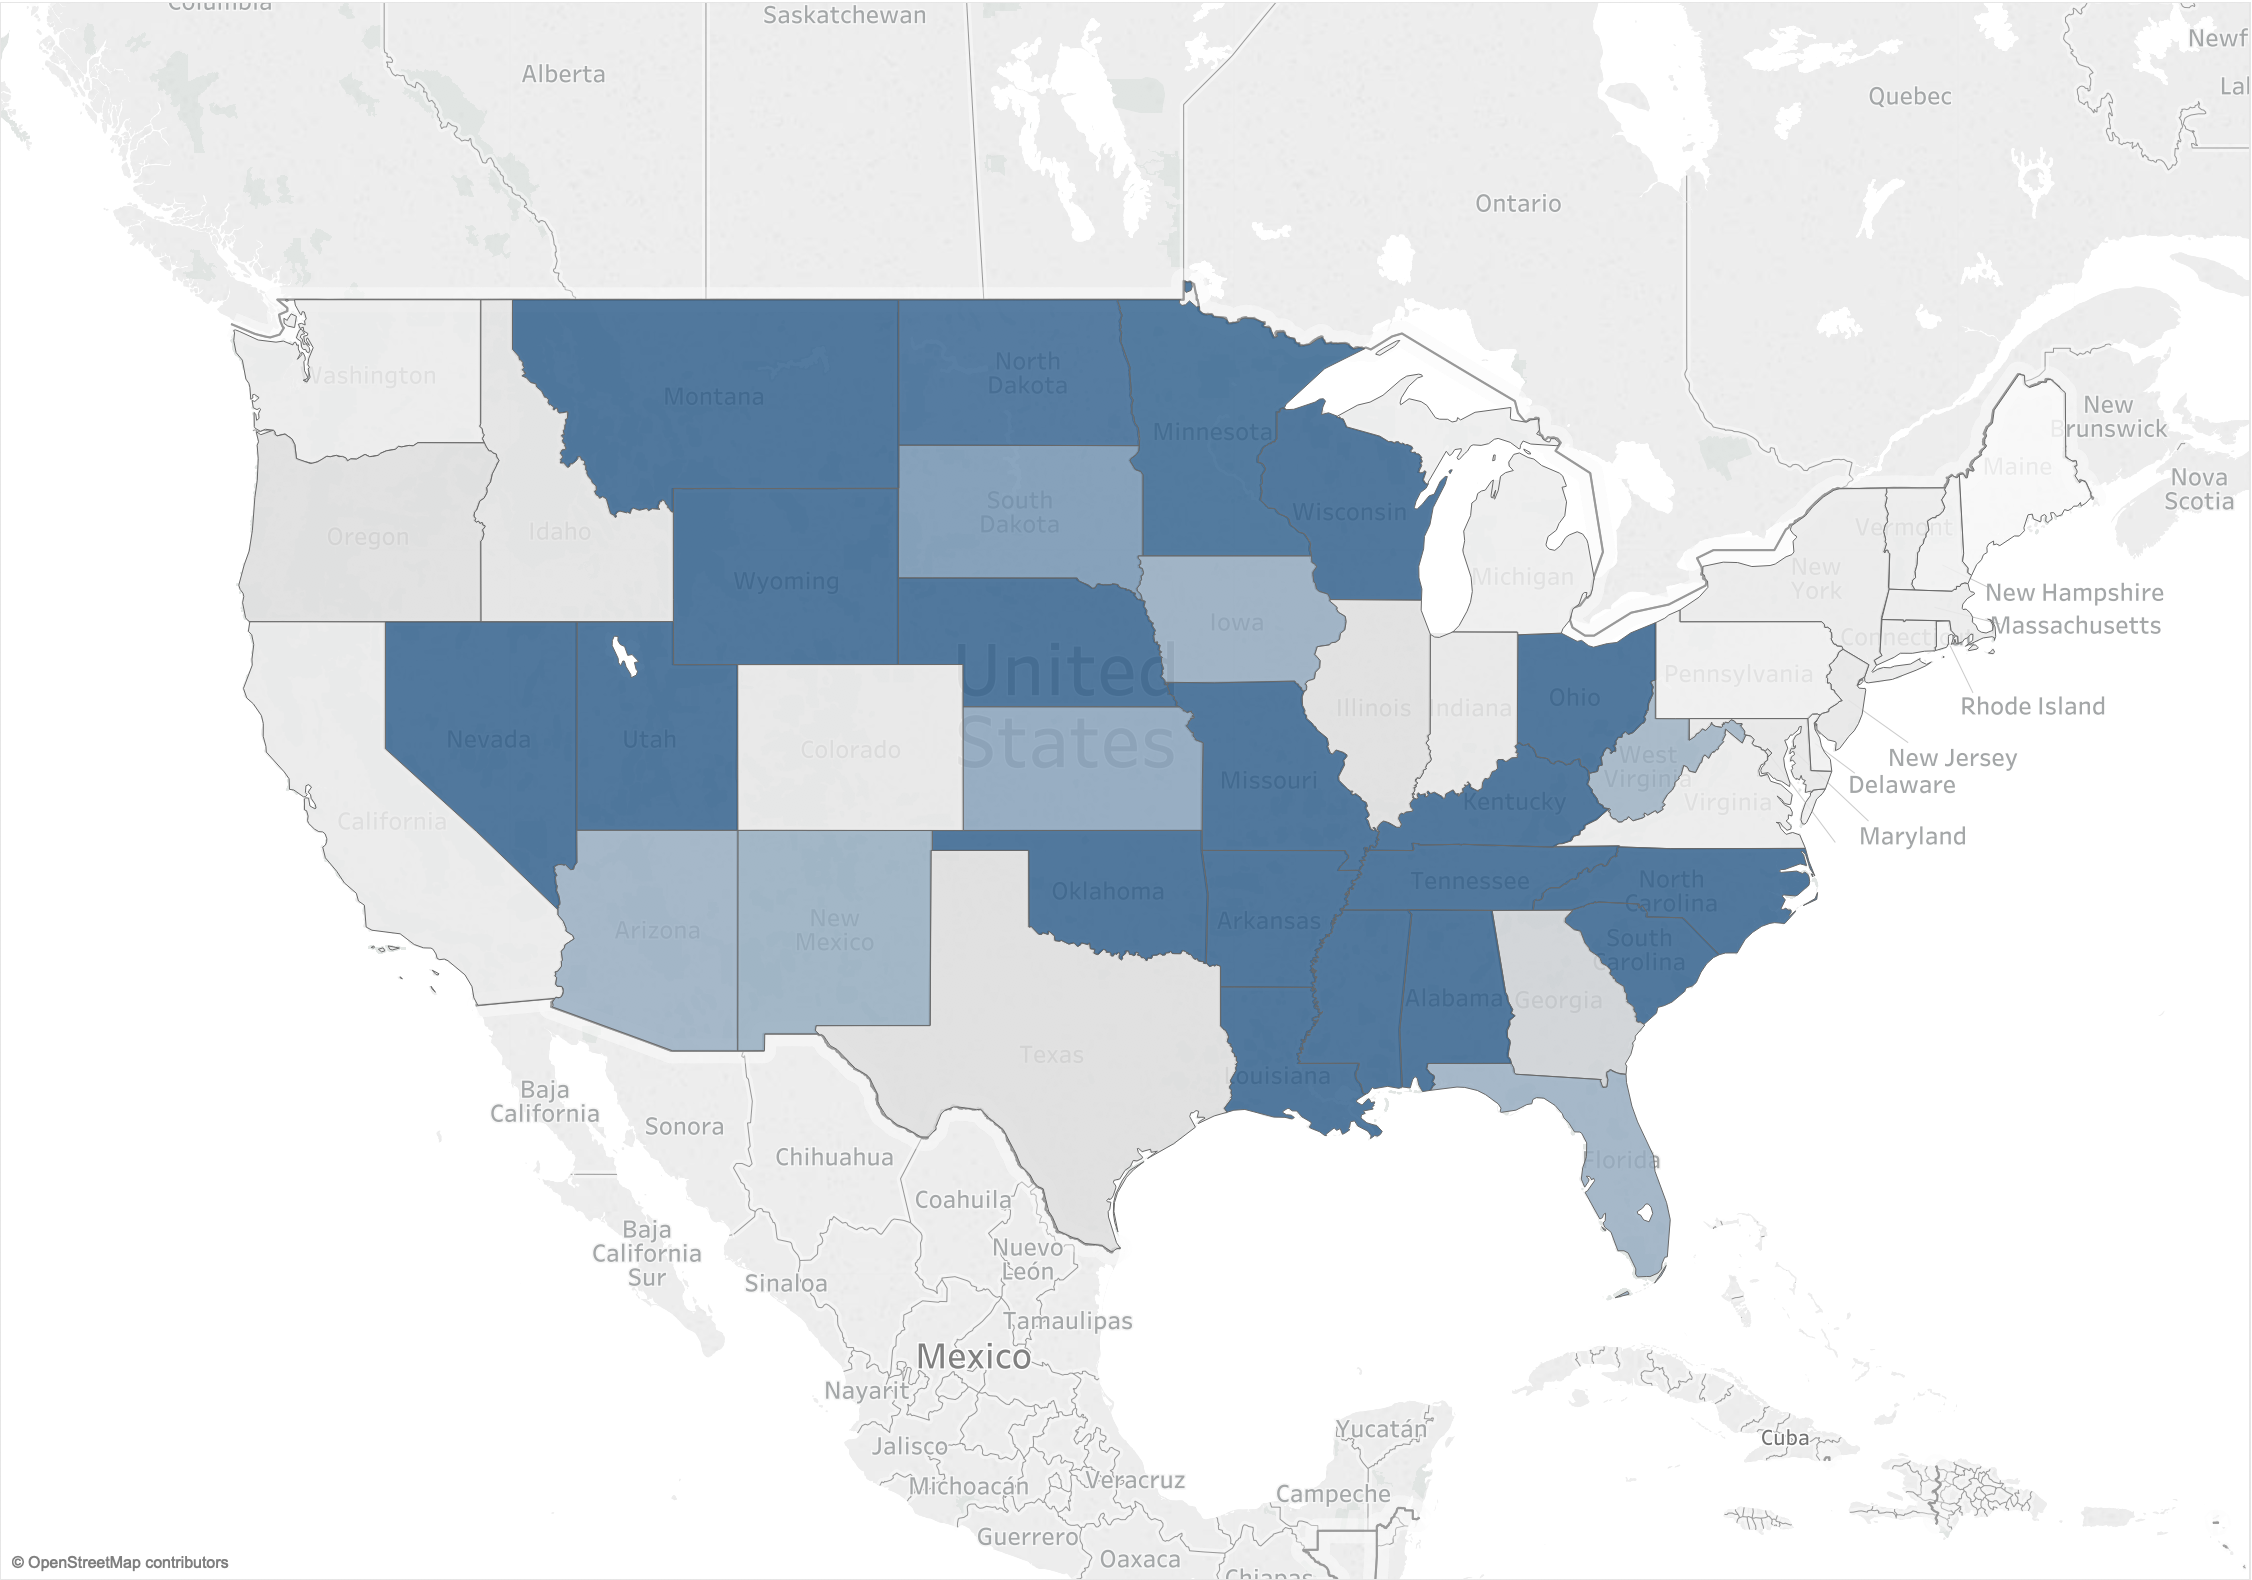 Columbia
Saskatchewan
Newf
Alberta
Quebec
Lal
Ontario
Washington
Montana
North
Dakota
Minnesota
New
Brunswick
Maine
Nova
Scotia
Oregon
Idaho
South
Dakota
Wisconsin
Vermont
Wyoming
Michigan
New
York
New Hampshire
Massachusetts
Iowa
Connecticut
United
States
Nevada
Utah
Colorado
Illinois
Indiana
Ohio
Pennsylvania
Rhode Island
West
Virginia
New Jersey
Delaware
California
Missouri
Kentucky
Virginia
Maryland
Arizona
New
Mexico
Oklahoma
Arkansas
Tennessee
North
Carolina
South
Carolina
Texas
Louisiana
Alabama
Georgia
Florida
Baja
California
Sonora
Chihuahua
Coahuila
Baja
California
Sur
Sinaloa
Nuevo
León
Tamaulipas
Mexico
Nayarit
Jalisco
Michoacán
Veracruz
Yucatán
Campeche
Cuba
Guerrero
Oaxaca
Chiapas
© OpenStreetMap contributors